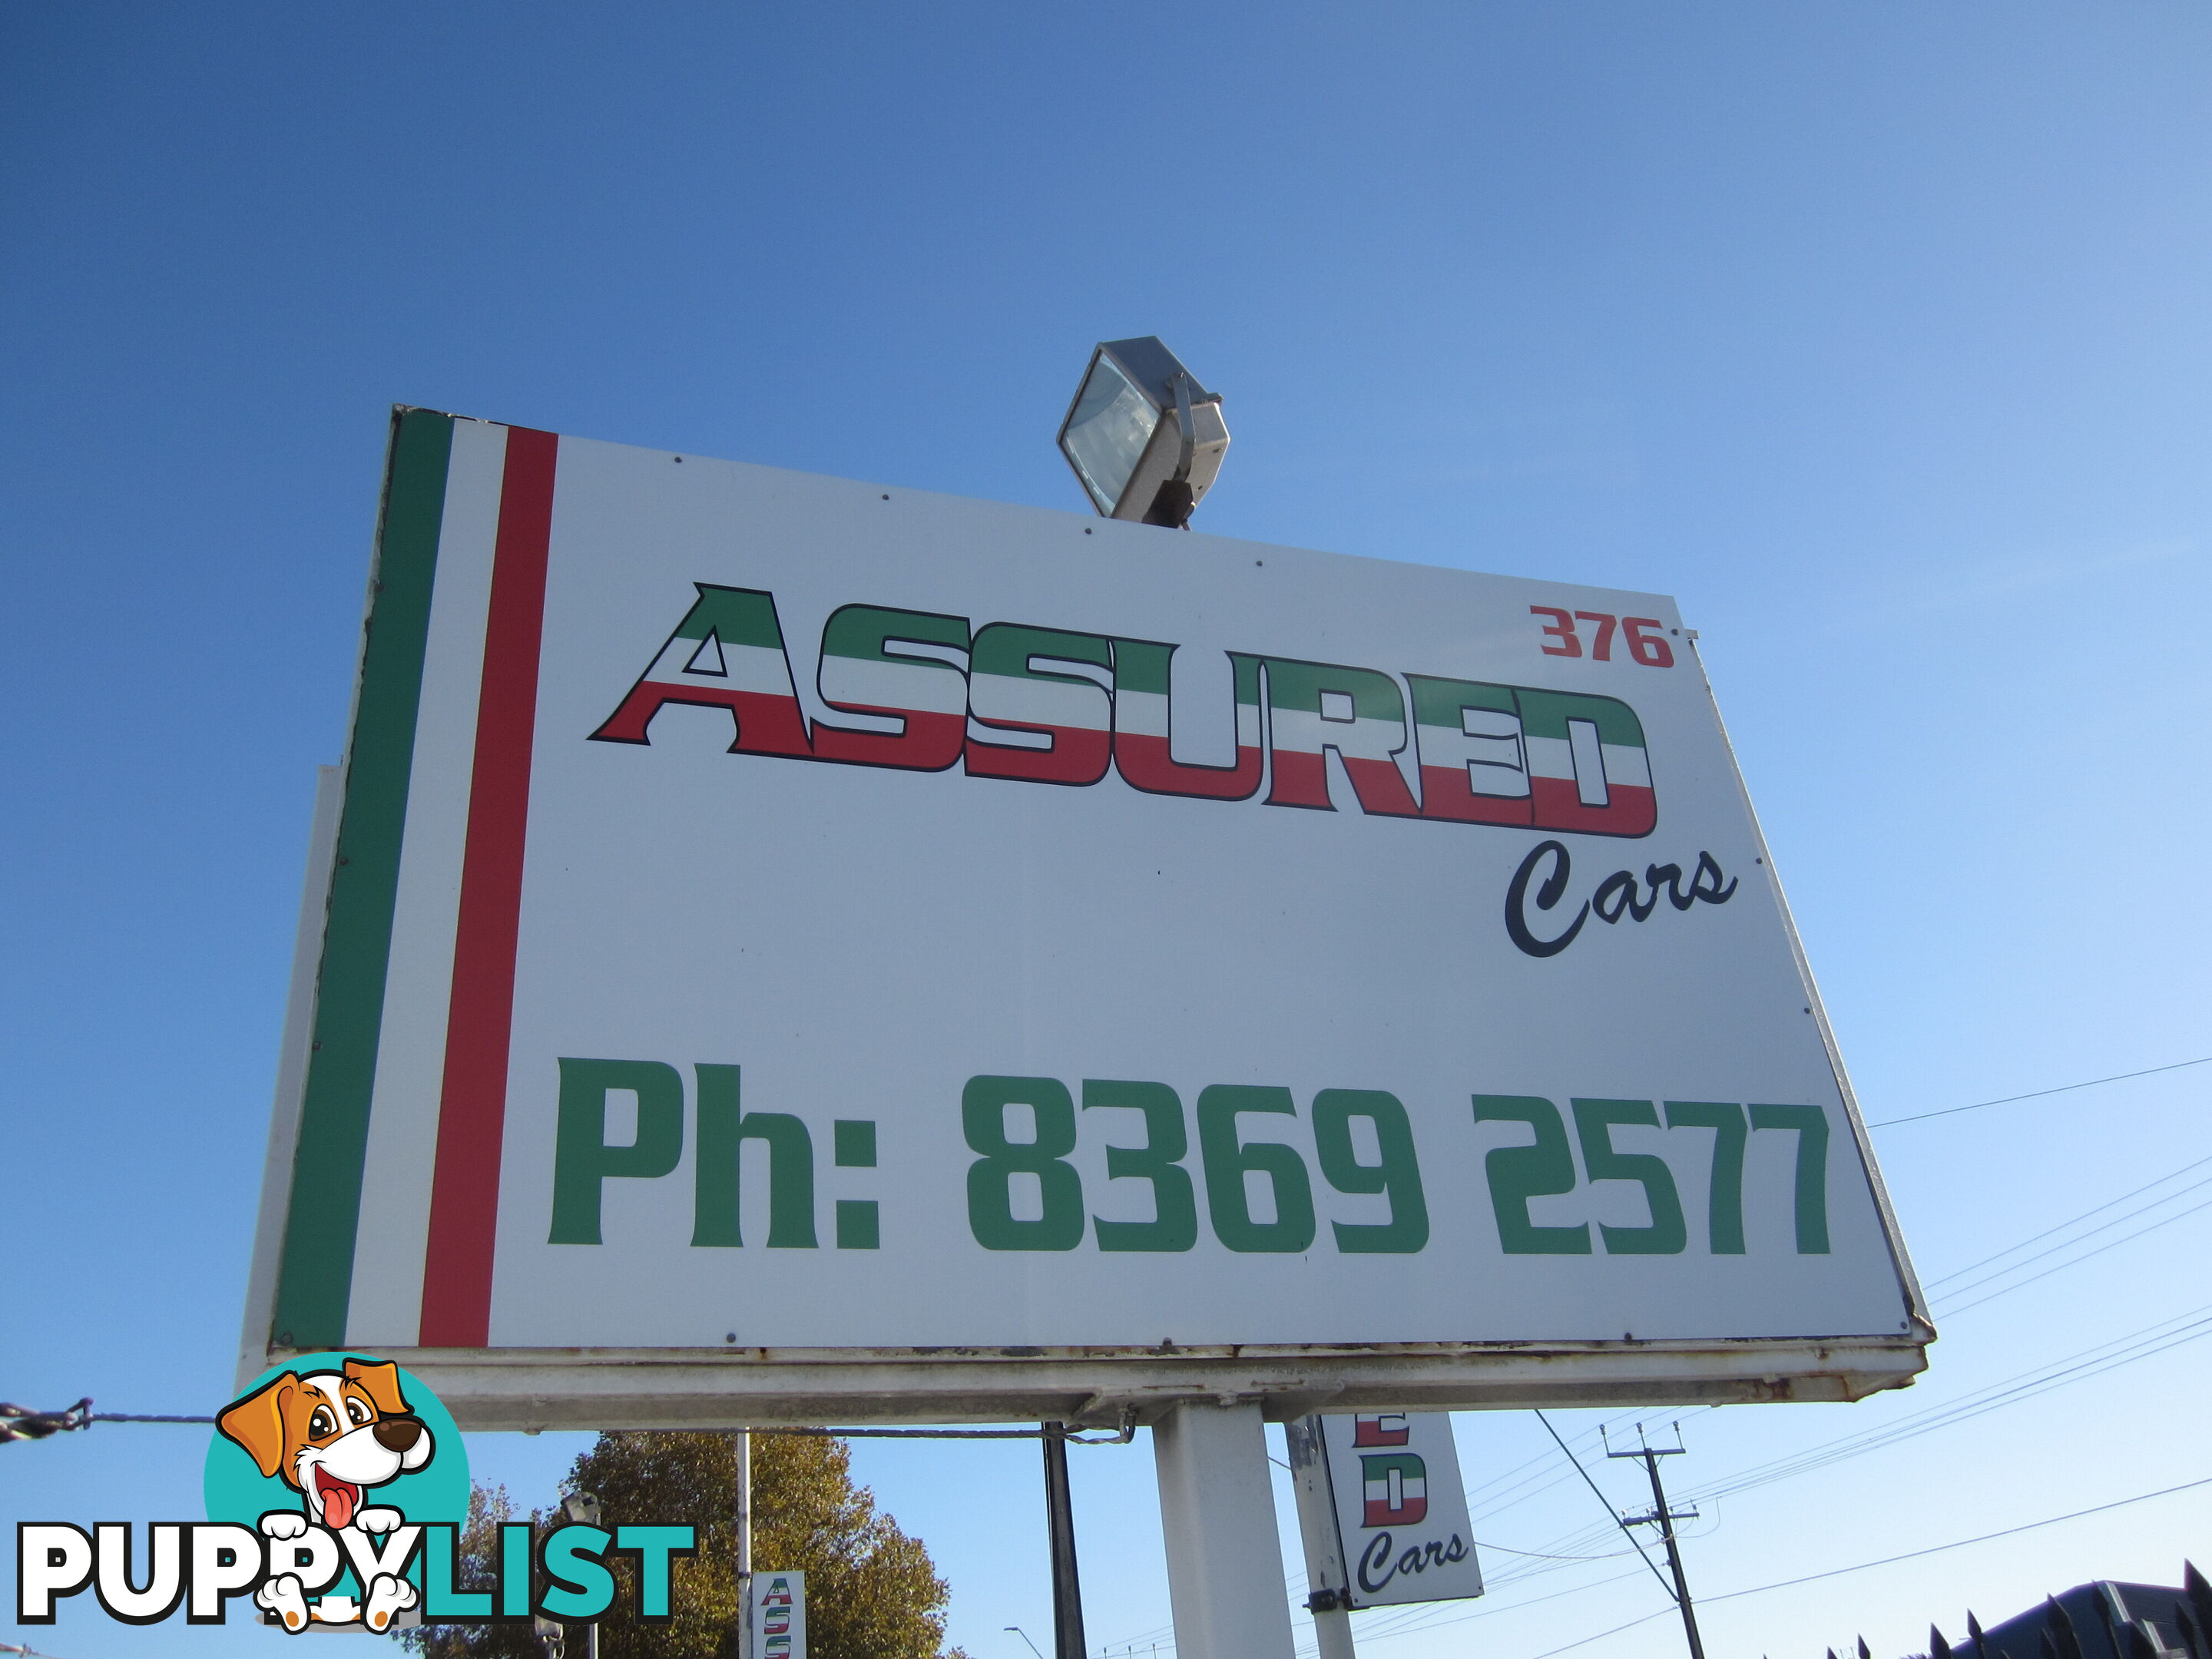 376
ASSURED
Cars
Ph: 8369 2577
E
D
Cars
A
S
S
PUPPYLIST